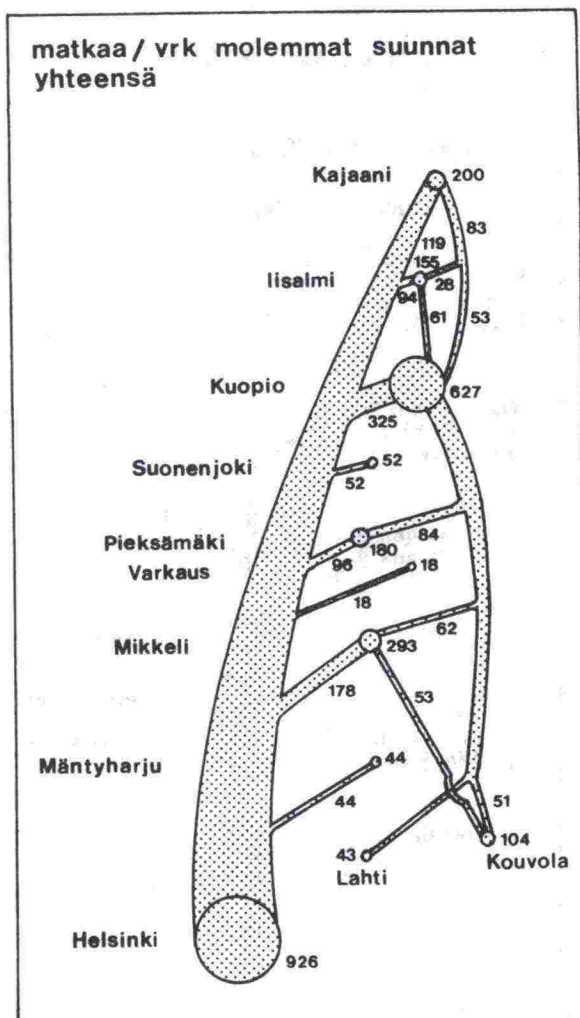 matkaa / vrk molemmat suunnat
yhteensä
Kajaani 200
83
119
155
Iisalmi
94 28
61 53
Kuopio
627
325
Suonenjoki 52
52
Pieksämäki 84
180
96
Varkaus 18
18
62
Mikkeli 293
178 53
Mäntyharju 44
44 51
104
43 Kouvola
Lahti
Helsinki
926